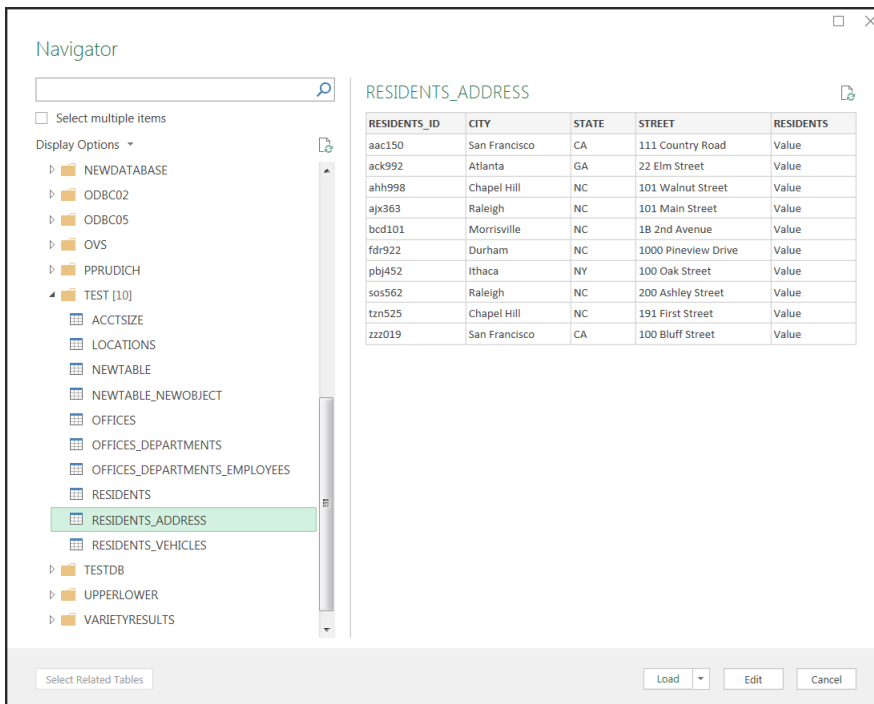 Navigator
Select multiple items
Display Options
NEWDATABASE
ODBC02
ODBC05
OVS
PPRUDICH
TEST [10]
ACCTSIZE
LOCATIONS
NEWTABLE
NEWTABLE_NEWOBJECT
OFFICES
OFFICES_DEPARTMENTS
OFFICES_DEPARTMENTS_EMPLOYEES
RESIDENTS
RESIDENTS_ADDRESS
RESIDENTS_VEHICLES
TESTDB
UPPERLOWER
VARIETYRESULTS
RESIDENTS_ADDRESS
RESIDENTS_ID CITY STATE STREET RESIDENTS
aac150 San Francisco CA 111 Country Road Value
ack992 Atlanta GA 22 Elm Street Value
ahh998 Chapel Hill NC 101 Walnut Street Value
ajx363 Raleigh NC 101 Main Street Value
bcd101 Morrisville NC 1B 2nd Avenue Value
fdr922 Durham NC 1000 Pineview Drive Value
pbj452 Ithaca NY 100 Oak Street Value
sos562 Raleigh NC 200 Ashley Street Value
tzn525 Chapel Hill NC 191 First Street Value
zzz019 San Francisco CA 100 Bluff Street Value
Select Related Tables
Load Edit Cancel